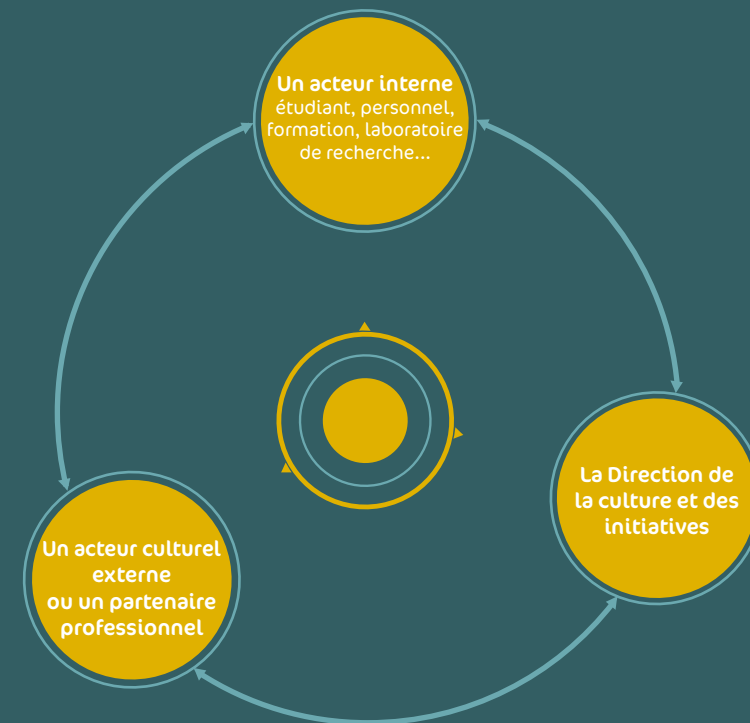 Un acteur interne
étudiant, personnel,
formation, laboratoire
de recherche...
La Direction de
la culture et des
initiatives
Un acteur culturel
externe
ou un partenaire
professionnel